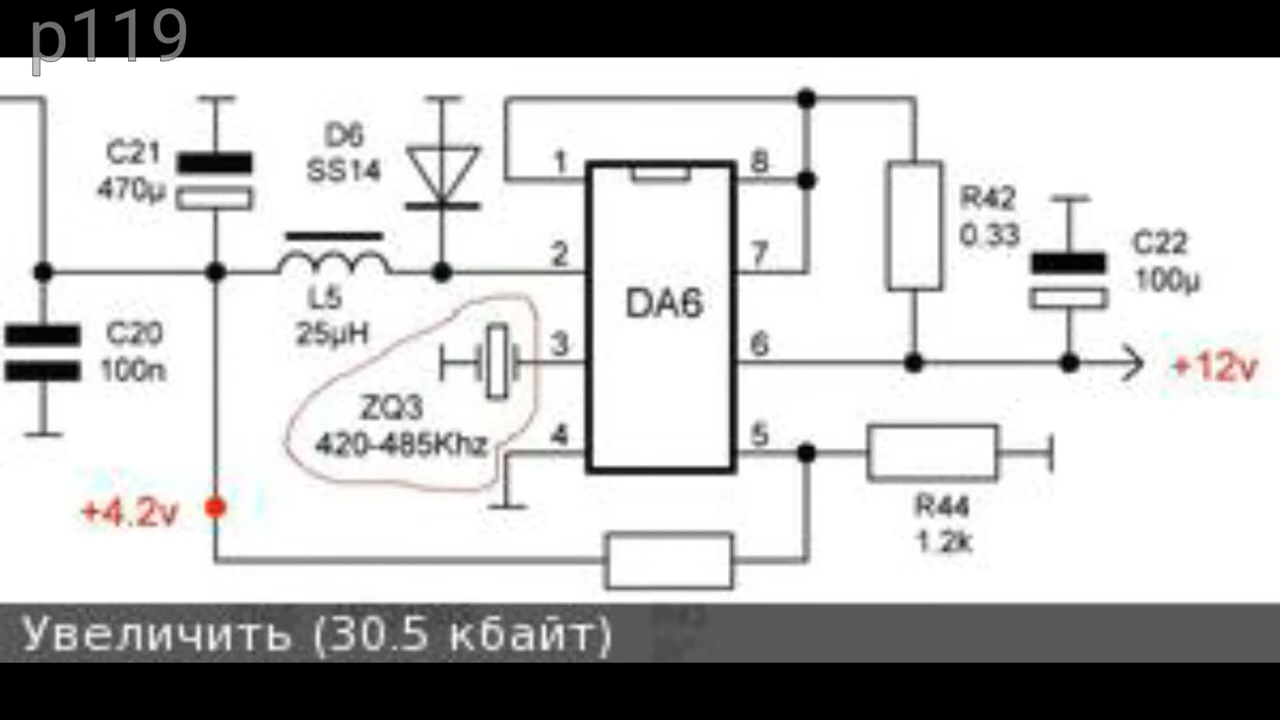 p119
C21
470µ
D6
SS14
1
2
3
4
8
7
6
5
DA6
R42
0.33
C22
100µ
L5
25µH
C20
100n
ZQ3
420-485Khz
+12v
+4.2v
R44
1.2k
Увеличить (30.5 кбайт)